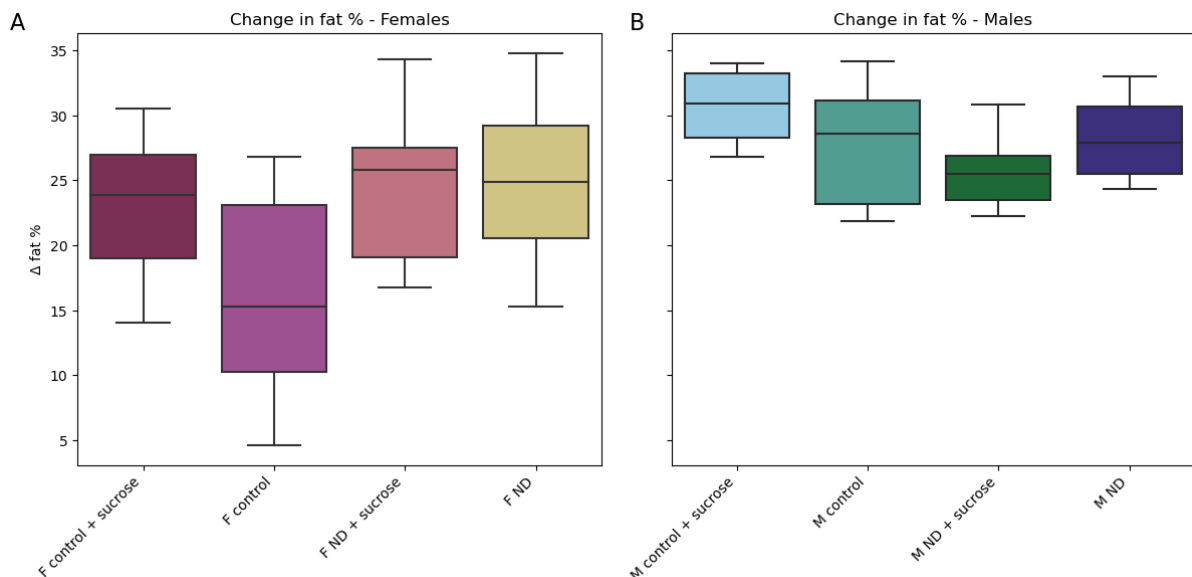 A
Change in fat % - Females
35
30
25
20
15
10
5
Δ fat %
F control + sucrose
F control
F ND + sucrose
F ND
B
Change in fat % - Males
M control + sucrose
M control
M ND + sucrose
M ND